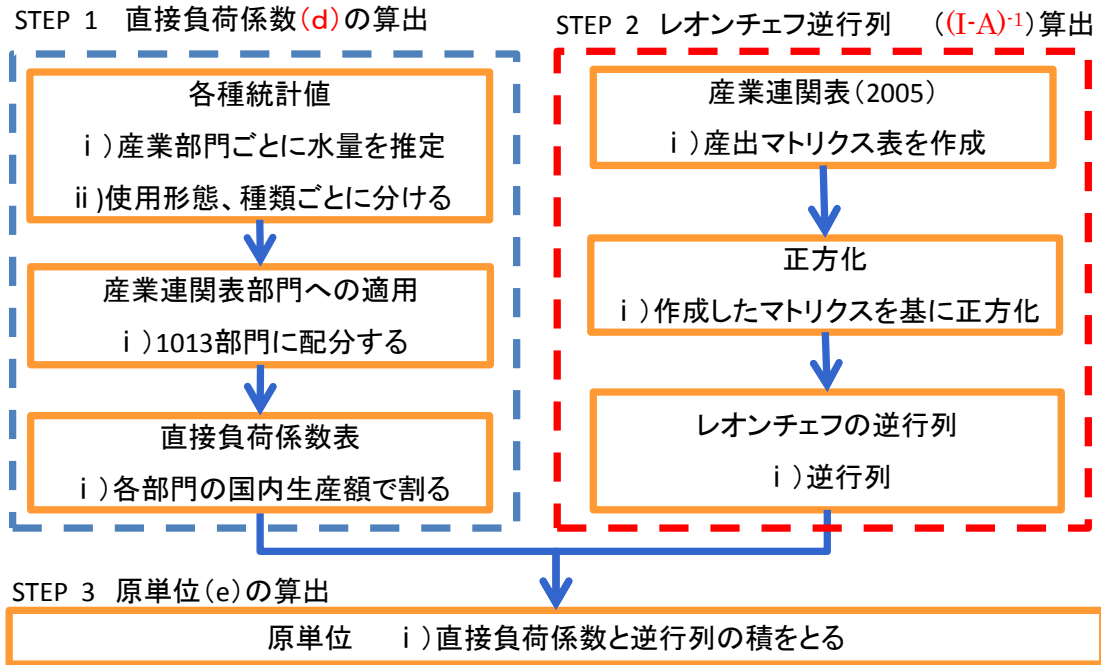 STEP 1 直接負荷係数(d)の算出
各種統計値
ⅰ)産業部門ごとに水量を推定
ⅱ)使用形態、種類ごとに分ける
産業連関表部門への適用
ⅰ)1013部門に配分する
直接負荷係数表
ⅰ)各部門の国内生産額で割る
STEP 2 レオンチェフ逆行列 ((I-A)-1)算出
産業連関表(2005)
ⅰ)産出マトリクス表を作成
正方化
ⅰ)作成したマトリクスを基に正方化
レオンチェフの逆行列
ⅰ)逆行列
STEP 3 原単位(e)の算出
原単位 ⅰ)直接負荷係数と逆行列の積をとる